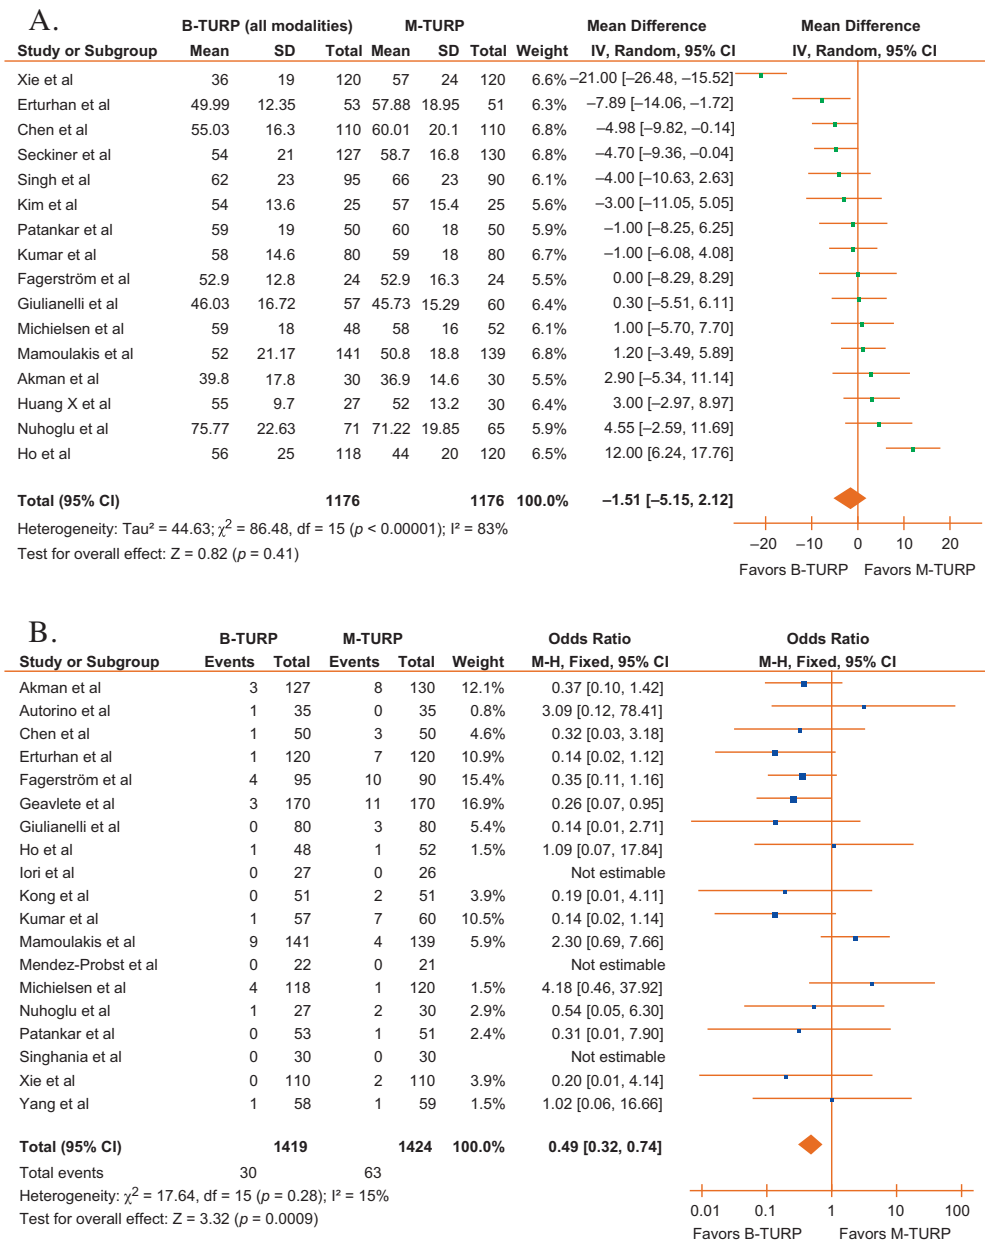 A.
B-TURP (all modalities) M-TURP Mean Difference Mean Difference
Study or Subgroup Mean SD Total Mean SD Total Weight IV, Random, 95% CI IV, Random, 95% CI
Xie et al 36 19 120 57 24 120 6.6% –21.00 [–26.48, –15.52]
Erturhan et al 49.99 12.35 53 57.88 18.95 51 6.3% –7.89 [–14.06, –1.72]
Chen et al 55.03 16.3 110 60.01 20.1 110 6.8% –4.98 [–9.82, –0.14]
Seckiner et al 54 21 127 58.7 16.8 130 6.8% –4.70 [–9.36, –0.04]
Singh et al 62 23 95 66 23 90 6.1% –4.00 [–10.63, 2.63]
Kim et al 54 13.6 25 57 15.4 25 5.6% –3.00 [–11.05, 5.05]
Patankar et al 59 19 50 60 18 50 5.9% –1.00 [–8.25, 6.25]
Kumar et al 58 14.6 80 59 18 80 6.7% –1.00 [–6.08, 4.08]
Fagerström et al 52.9 12.8 24 52.9 16.3 24 5.5% 0.00 [–8.29, 8.29]
Giulianelli et al 46.03 16.72 57 45.73 15.29 60 6.4% 0.30 [–5.51, 6.11]
Michielsen et al 59 18 48 58 16 52 6.1% 1.00 [–5.70, 7.70]
Mamoulakis et al 52 21.17 141 50.8 18.8 139 6.8% 1.20 [–3.49, 5.89]
Akman et al 39.8 17.8 30 36.9 14.6 30 5.5% 2.90 [–5.34, 11.14]
Huang X et al 55 9.7 27 52 13.2 30 6.4% 3.00 [–2.97, 8.97]
Nuhoglu et al 75.77 22.63 71 71.22 19.85 65 5.9% 4.55 [–2.59, 11.69]
Ho et al 56 25 118 44 20 120 6.5% 12.00 [6.24, 17.76]
Total (95% CI) 1176 1176 100.0% –1.51 [–5.15, 2.12]
Heterogeneity: Tau² = 44.63; χ² = 86.48, df = 15 (p < 0.00001); I² = 83%
Test for overall effect: Z = 0.82 (p = 0.41)
–20 –10 0 10 20
Favors B-TURP Favors M-TURP
B.
B-TURP M-TURP Odds Ratio Odds Ratio
Study or Subgroup Events Total Events Total Weight M-H, Fixed, 95% CI M-H, Fixed, 95% CI
Akman et al 3 127 8 130 12.1% 0.37 [0.10, 1.42]
Autorino et al 1 35 0 35 0.8% 3.09 [0.12, 78.41]
Chen et al 1 50 3 50 4.6% 0.32 [0.03, 3.18]
Erturhan et al 1 120 7 120 10.9% 0.14 [0.02, 1.12]
Fagerström et al 4 95 10 90 15.4% 0.35 [0.11, 1.16]
Geavlete et al 3 170 11 170 16.9% 0.26 [0.07, 0.95]
Giulianelli et al 0 80 3 80 5.4% 0.14 [0.01, 2.71]
Ho et al 1 48 1 52 1.5% 1.09 [0.07, 17.84]
Iori et al 0 27 0 26 Not estimable
Kong et al 0 51 2 51 3.9% 0.19 [0.01, 4.11]
Kumar et al 1 57 7 60 10.5% 0.14 [0.02, 1.14]
Mamoulakis et al 9 141 4 139 5.9% 2.30 [0.69, 7.66]
Mendez-Probst et al 0 22 0 21 Not estimable
Michielsen et al 4 118 1 120 1.5% 4.18 [0.46, 37.92]
Nuhoglu et al 1 27 2 30 2.9% 0.54 [0.05, 6.30]
Patankar et al 0 53 1 51 2.4% 0.31 [0.01, 7.90]
Singhania et al 0 30 0 30 Not estimable
Xie et al 0 110 2 110 3.9% 0.20 [0.01, 4.14]
Yang et al 1 58 1 59 1.5% 1.02 [0.06, 16.66]
Total (95% CI) 1419 1424 100.0% 0.49 [0.32, 0.74]
Total events 30 63
Heterogeneity: χ² = 17.64, df = 15 (p = 0.28); I² = 15%
Test for overall effect: Z = 3.32 (p = 0.0009)
0.01 0.1 1 10 100
Favors B-TURP Favors M-TURP